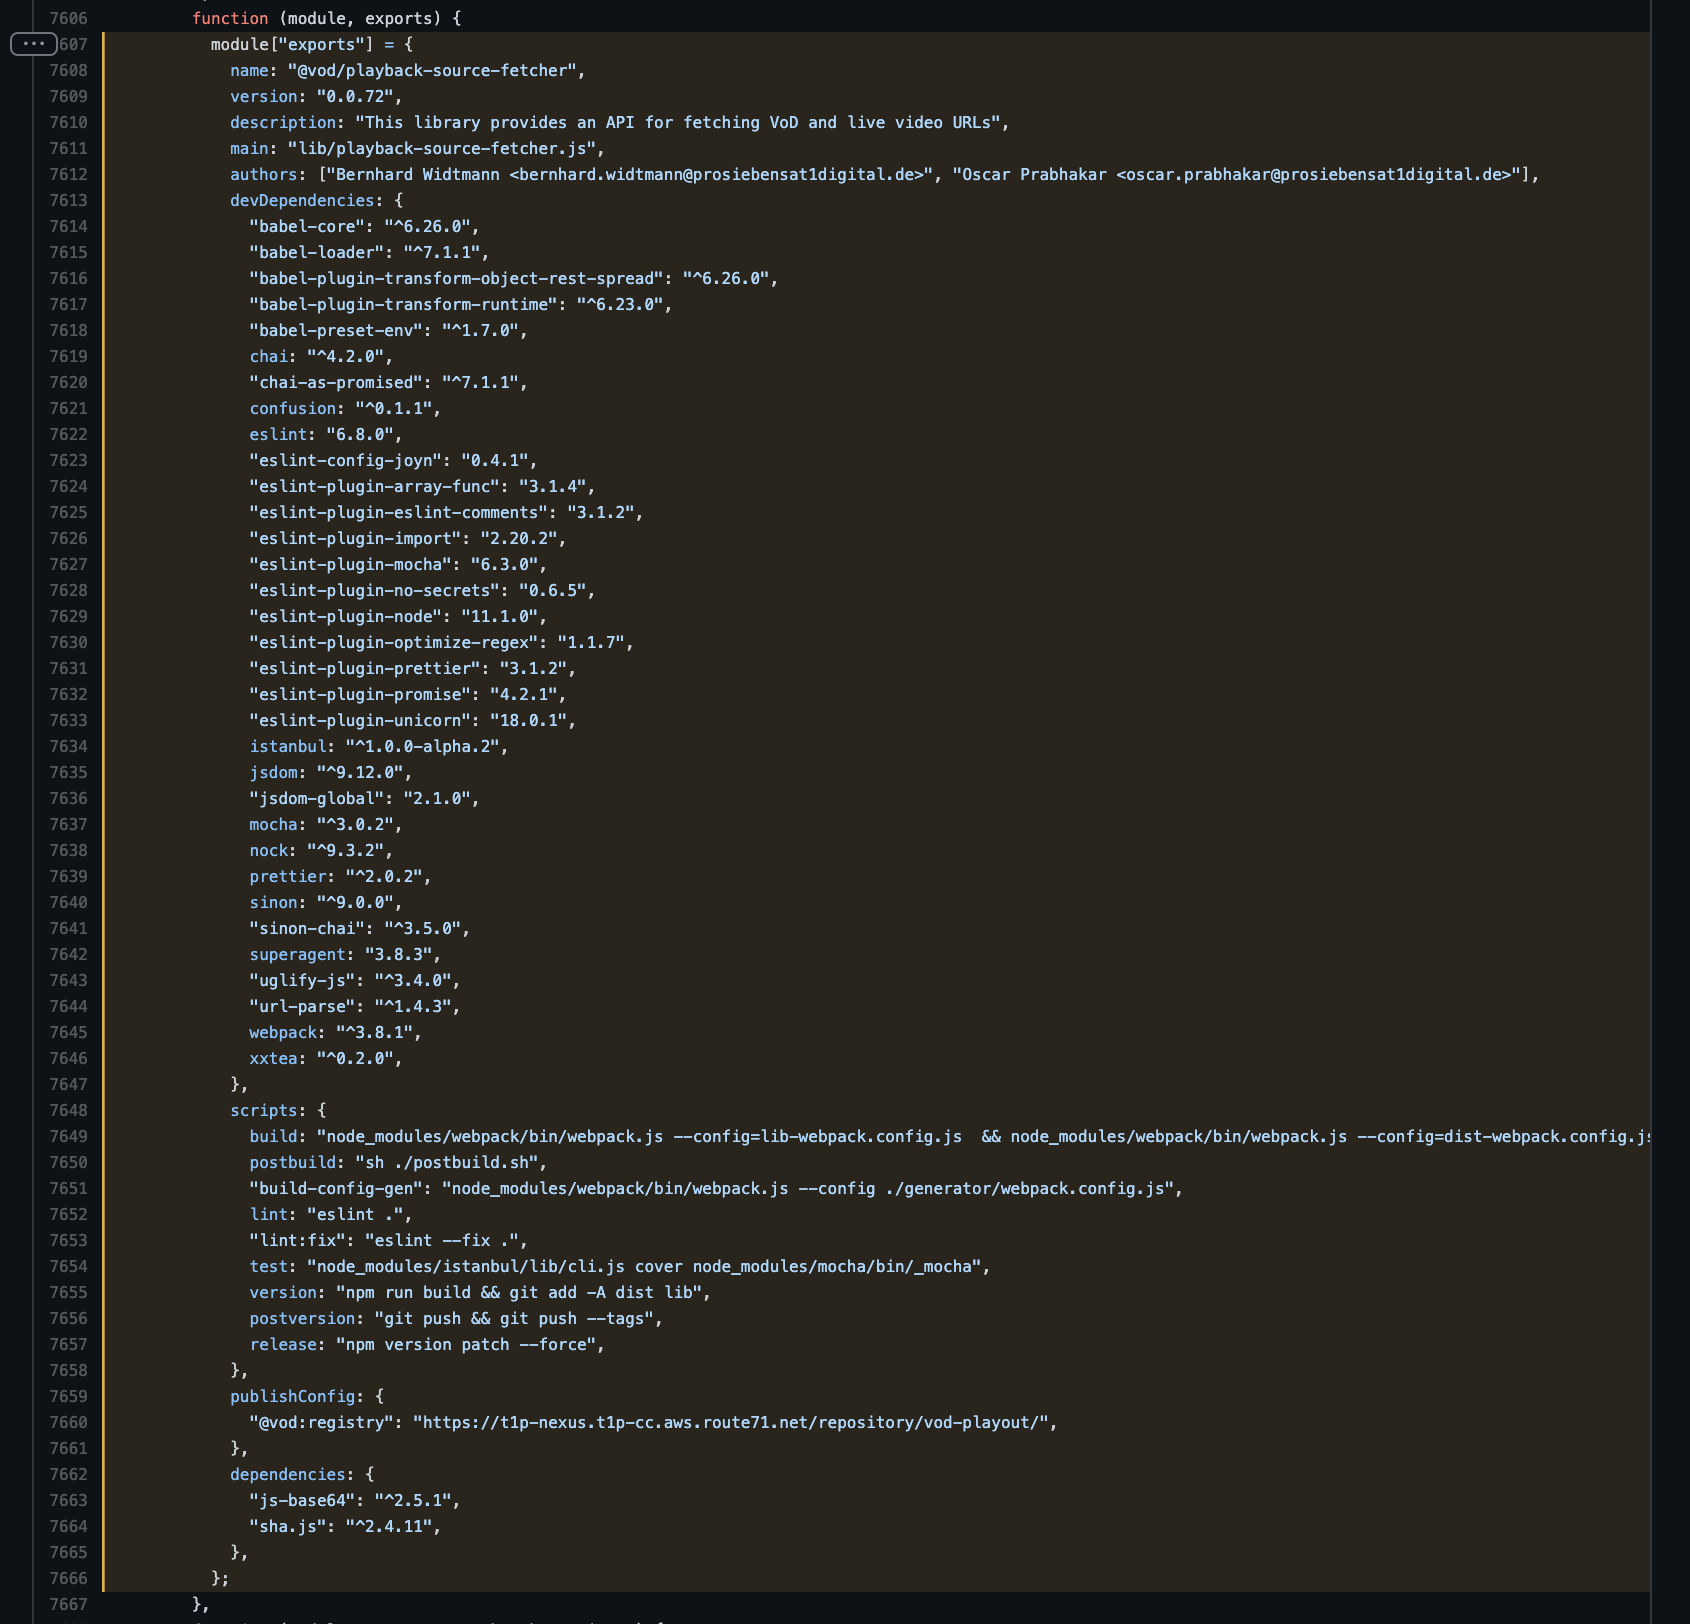 7606 function (module, exports) {
... 607 module["exports"] = {
7608 name: "@vod/playback-source-fetcher",
7609 version: "0.0.72",
7610 description: "This library provides an API for fetching VoD and live video URLs",
7611 main: "lib/playback-source-fetcher.js",
7612 authors: ["Bernhard Widtmann <bernhard.widtmann@prosiebensat1digital.de>", "Oscar Prabhakar <oscar.prabhakar@prosiebensat1digital.de>"],
7613 devDependencies: {
7614 "babel-core": "^6.26.0",
7615 "babel-loader": "^7.1.1",
7616 "babel-plugin-transform-object-rest-spread": "^6.26.0",
7617 "babel-plugin-transform-runtime": "^6.23.0",
7618 "babel-preset-env": "^1.7.0",
7619 chai: "^4.2.0",
7620 "chai-as-promised": "^7.1.1",
7621 confusion: "^0.1.1",
7622 eslint: "6.8.0",
7623 "eslint-config-joyn": "0.4.1",
7624 "eslint-plugin-array-func": "3.1.4",
7625 "eslint-plugin-eslint-comments": "3.1.2",
7626 "eslint-plugin-import": "2.20.2",
7627 "eslint-plugin-mocha": "6.3.0",
7628 "eslint-plugin-no-secrets": "0.6.5",
7629 "eslint-plugin-node": "11.1.0",
7630 "eslint-plugin-optimize-regex": "1.1.7",
7631 "eslint-plugin-prettier": "3.1.2",
7632 "eslint-plugin-promise": "4.2.1",
7633 "eslint-plugin-unicorn": "18.0.1",
7634 istanbul: "^1.0.0-alpha.2",
7635 jsdom: "^9.12.0",
7636 "jsdom-global": "2.1.0",
7637 mocha: "^3.0.2",
7638 nock: "^9.3.2",
7639 prettier: "^2.0.2",
7640 sinon: "^9.0.0",
7641 "sinon-chai": "^3.5.0",
7642 superagent: "3.8.3",
7643 "uglify-js": "^3.4.0",
7644 "url-parse": "^1.4.3",
7645 webpack: "^3.8.1",
7646 xxtea: "^0.2.0",
7647 },
7648 scripts: {
7649 build: "node_modules/webpack/bin/webpack.js --config=lib-webpack.config.js  && node_modules/webpack/bin/webpack.js --config=dist-webpack.config.js
7650 postbuild: "sh ./postbuild.sh",
7651 "build-config-gen": "node_modules/webpack/bin/webpack.js --config ./generator/webpack.config.js",
7652 lint: "eslint .",
7653 "lint:fix": "eslint --fix .",
7654 test: "node_modules/istanbul/lib/cli.js cover node_modules/mocha/bin/_mocha",
7655 version: "npm run build && git add -A dist lib",
7656 postversion: "git push && git push --tags",
7657 release: "npm version patch --force",
7658 },
7659 publishConfig: {
7660 "@vod:registry": "https://t1p-nexus.t1p-cc.aws.route71.net/repository/vod-playout/",
7661 },
7662 dependencies: {
7663 "js-base64": "^2.5.1",
7664 "sha.js": "^2.4.11",
7665 },
7666 };
7667 },